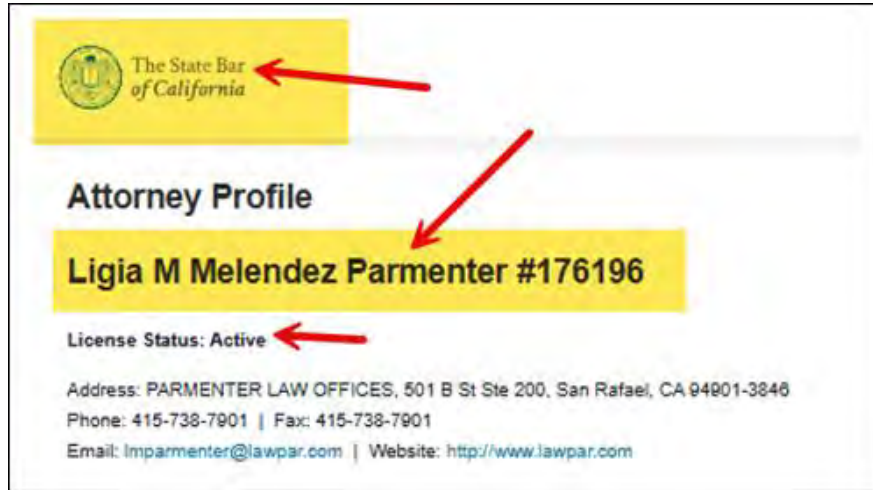 The State Bar
of California
Attorney Profile
Ligia M Melendez Parmenter #176196
License Status: Active
Address: PARMENTER LAW OFFICES, 501 B St Ste 200, San Rafael, CA 94901-3846
Phone: 415-738-7901 | Fax: 415-738-7901
Email: lmparmenter@lawpar.com | Website: http://www.lawpar.com